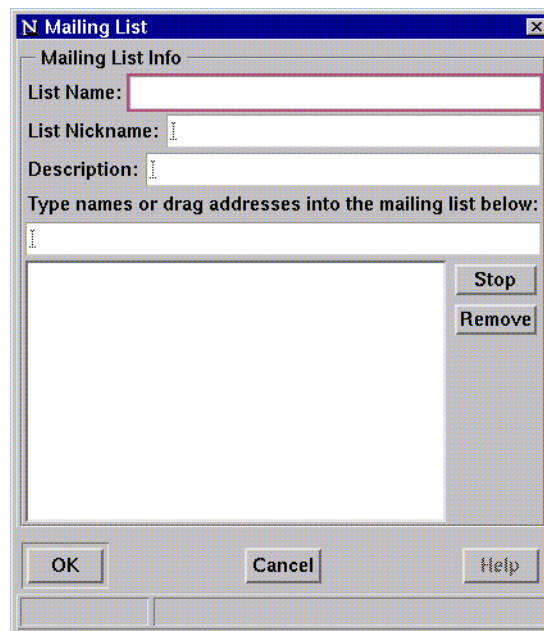 N Mailing List
Mailing List Info
List Name:
List Nickname:
Description:
Type names or drag addresses into the mailing list below:
Stop
Remove
OK Cancel Help